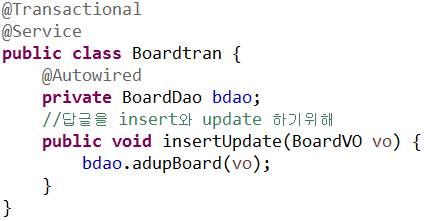 @Transactional
@Service
public class Boardtran {
    @Autowired
    private BoardDao bdao;
    //답글을 insert와 update 하기위해
    public void insertUpdate(BoardVO vo) {
        bdao.adupBoard(vo);
    }
}